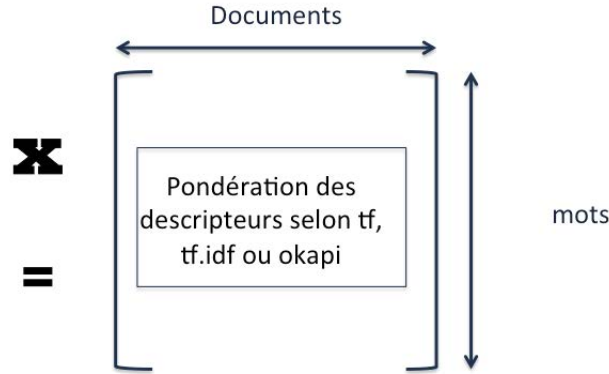 Documents
X
Pondération des
descripteurs selon tf,
tf.idf ou okapi
mots
=